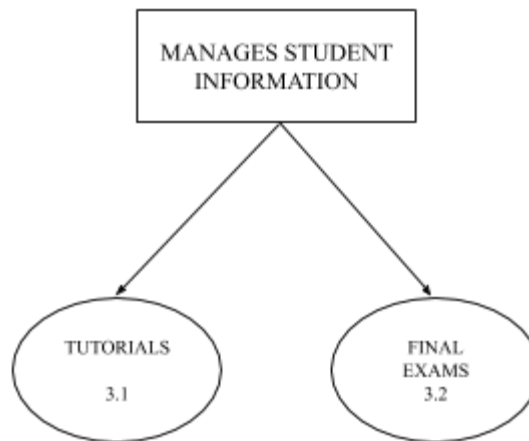 MANAGES STUDENT
INFORMATION
TUTORIALS
3.1
FINAL
EXAMS
3.2